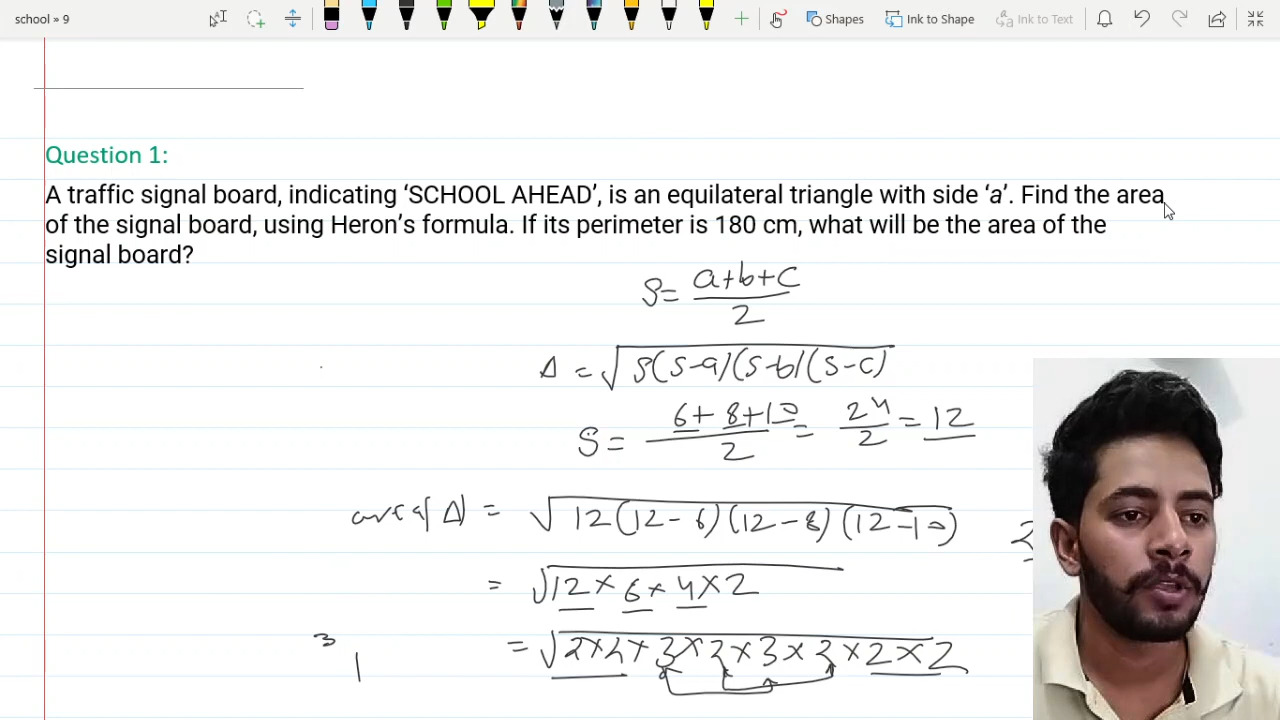 school » 9
Shapes
Ink to Shape
Ink to Text
Question 1:
A traffic signal board, indicating ‘SCHOOL AHEAD’, is an equilateral triangle with side ‘a’. Find the area
of the signal board, using Heron’s formula. If its perimeter is 180 cm, what will be the area of the
signal board?
S= a+b+c/2
Δ = √S(S-a)(S-b)(S-c)
S= 6+8+10/2 = 24/2 = 12
area of Δ = √12(12-6)(12-8)(12-10)
= √12×6×4×2
= √2×2×3×2×3×2×2×2
3